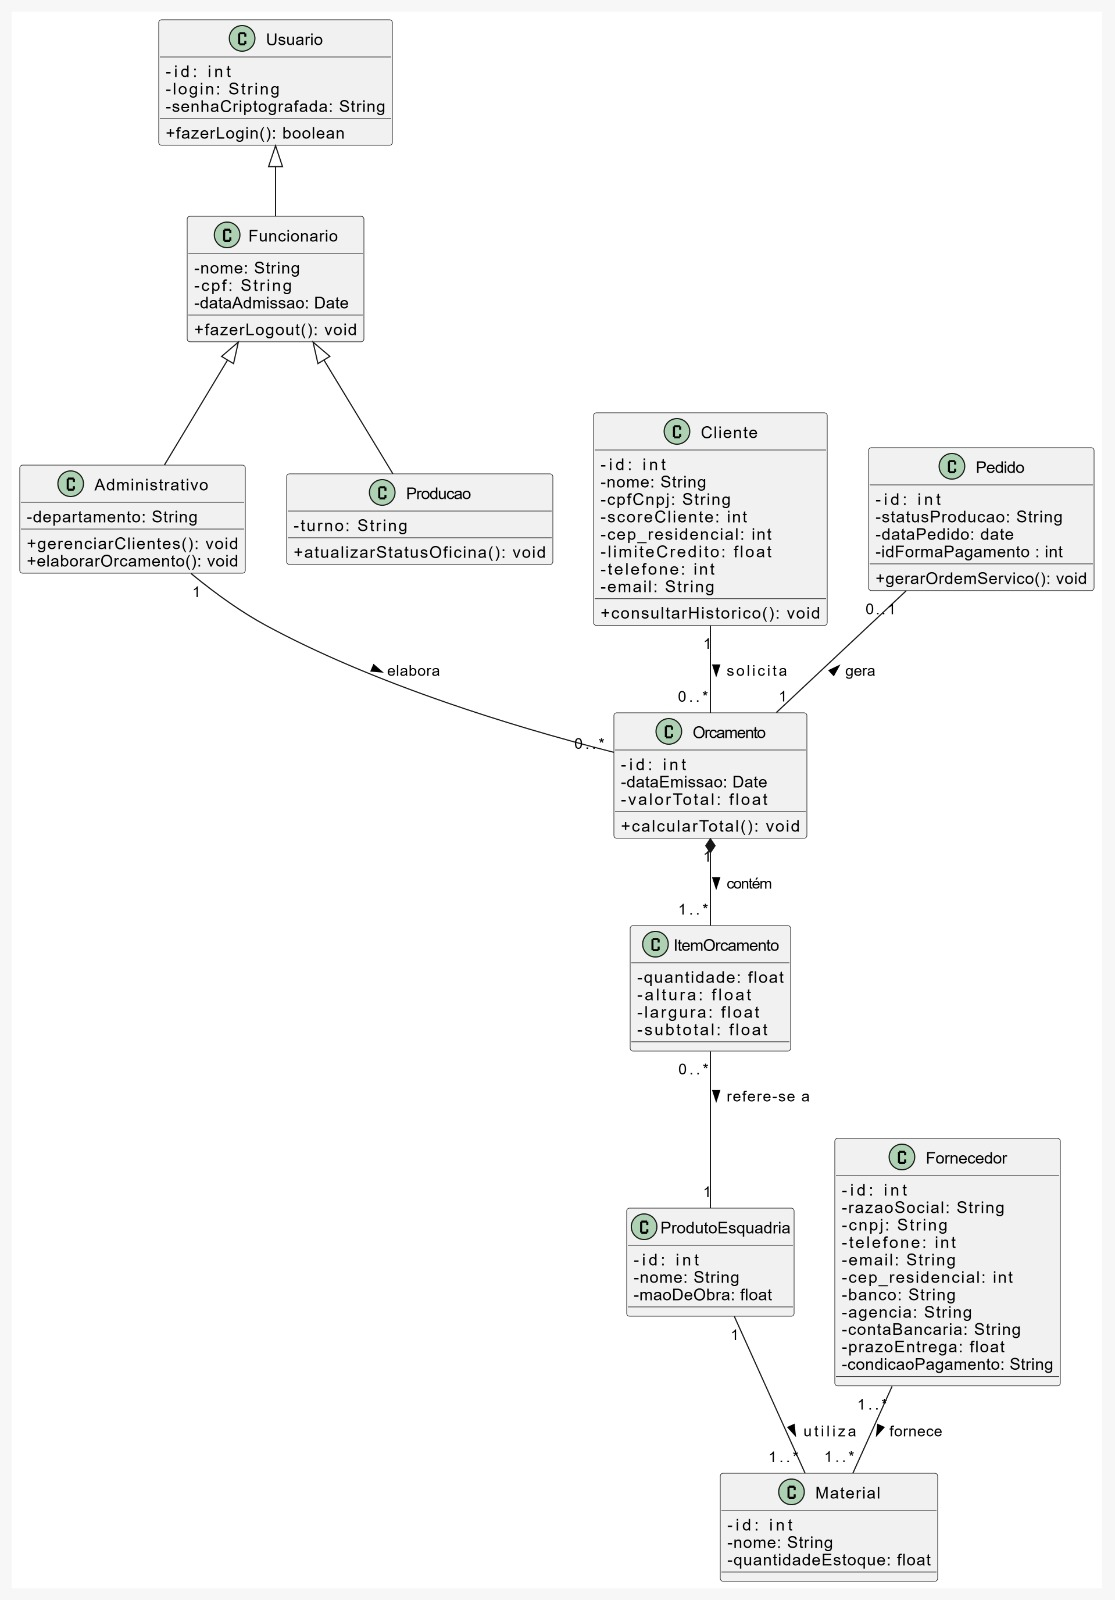 C Usuario
-id: int
-login: String
-senhaCriptografada: String
+fazerLogin(): boolean
C Funcionario
-nome: String
-cpf: String
-dataAdmissao: Date
+fazerLogout(): void
C Administrativo
-departamento: String
+gerenciarClientes(): void
+elaborarOrcamento(): void
C Producao
-turno: String
+atualizarStatusOficina(): void
C Cliente
-id: int
-nome: String
-cpfCnpj: String
-scoreCliente: int
-cep_residencial: int
-limiteCredito: float
-telefone: int
-email: String
+consultarHistorico(): void
C Pedido
-id: int
-statusProducao: String
-dataPedido: date
-idFormaPagamento : int
+gerarOrdemServico(): void
1
elabora
0..*
1
solicita
0..*
0..1
gera
1
C Orcamento
-id: int
-dataEmissao: Date
-valorTotal: float
+calcularTotal(): void
1
contém
1..*
C ItemOrcamento
-quantidade: float
-altura: float
-largura: float
-subtotal: float
0..*
refere-se a
1
C ProdutoEsquadria
-id: int
-nome: String
-maoDeObra: float
C Fornecedor
-id: int
-razaoSocial: String
-cnpj: String
-telefone: int
-email: String
-cep_residencial: int
-banco: String
-agencia: String
-contaBancaria: String
-prazoEntrega: float
-condicaoPagamento: String
1
utiliza
1..*
1..*
fornece
1..*
C Material
-id: int
-nome: String
-quantidadeEstoque: float